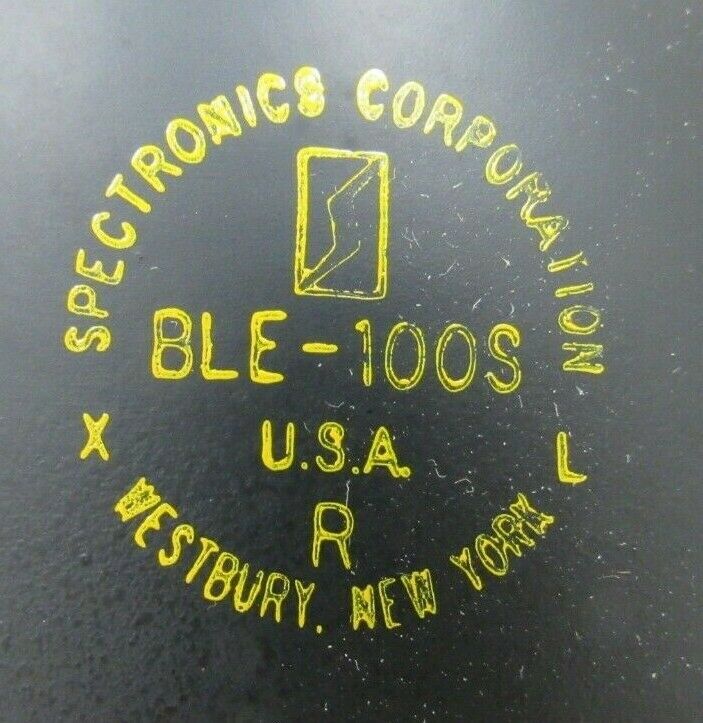 SPECTRONICS CORPORATION
BLE-100S
U.S.A.
X
L
R
WESTBURY, NEW YORK